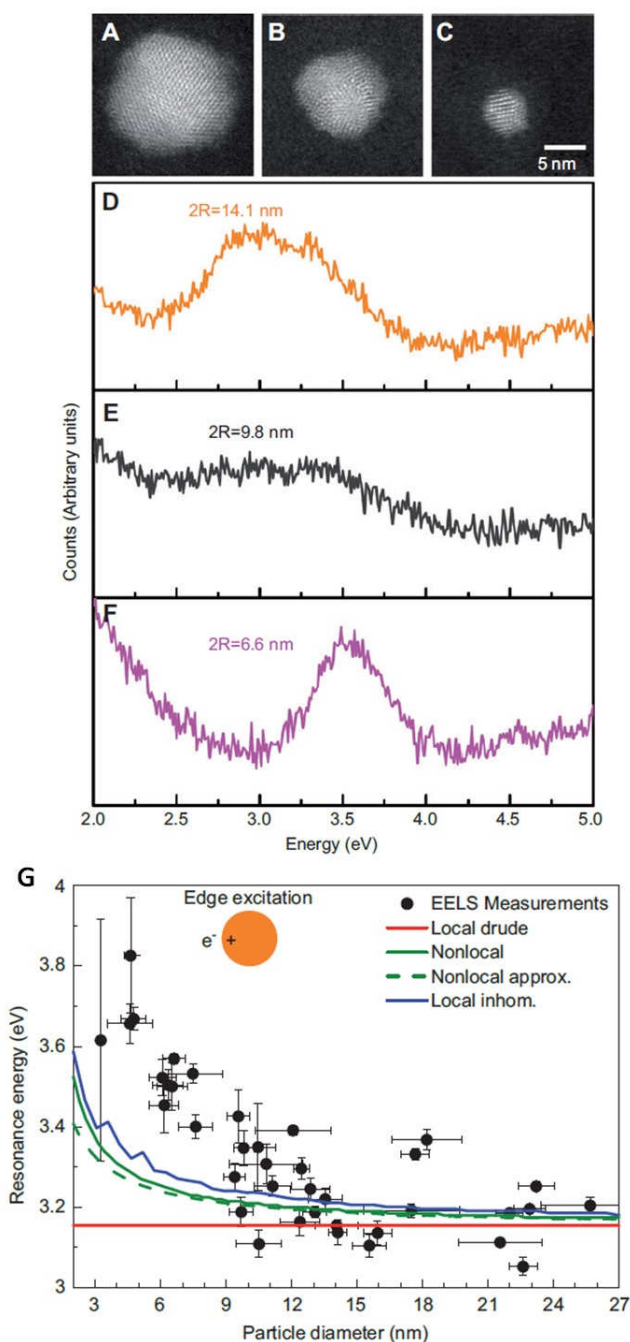 A B C
5 nm
D
2R=14.1 nm
E
2R=9.8 nm
F
2R=6.6 nm
Counts (Arbitrary units)
2.0 2.5 3.0 3.5 4.0 4.5 5.0
Energy (eV)
G
Edge excitation
e- +
EELS Measurements
Local drude
Nonlocal
Nonlocal approx.
Local inhom.
4
3.8
3.6
3.4
3.2
3
Resonance energy (eV)
3 6 9 12 15 18 21 24 27
Particle diameter (nm)